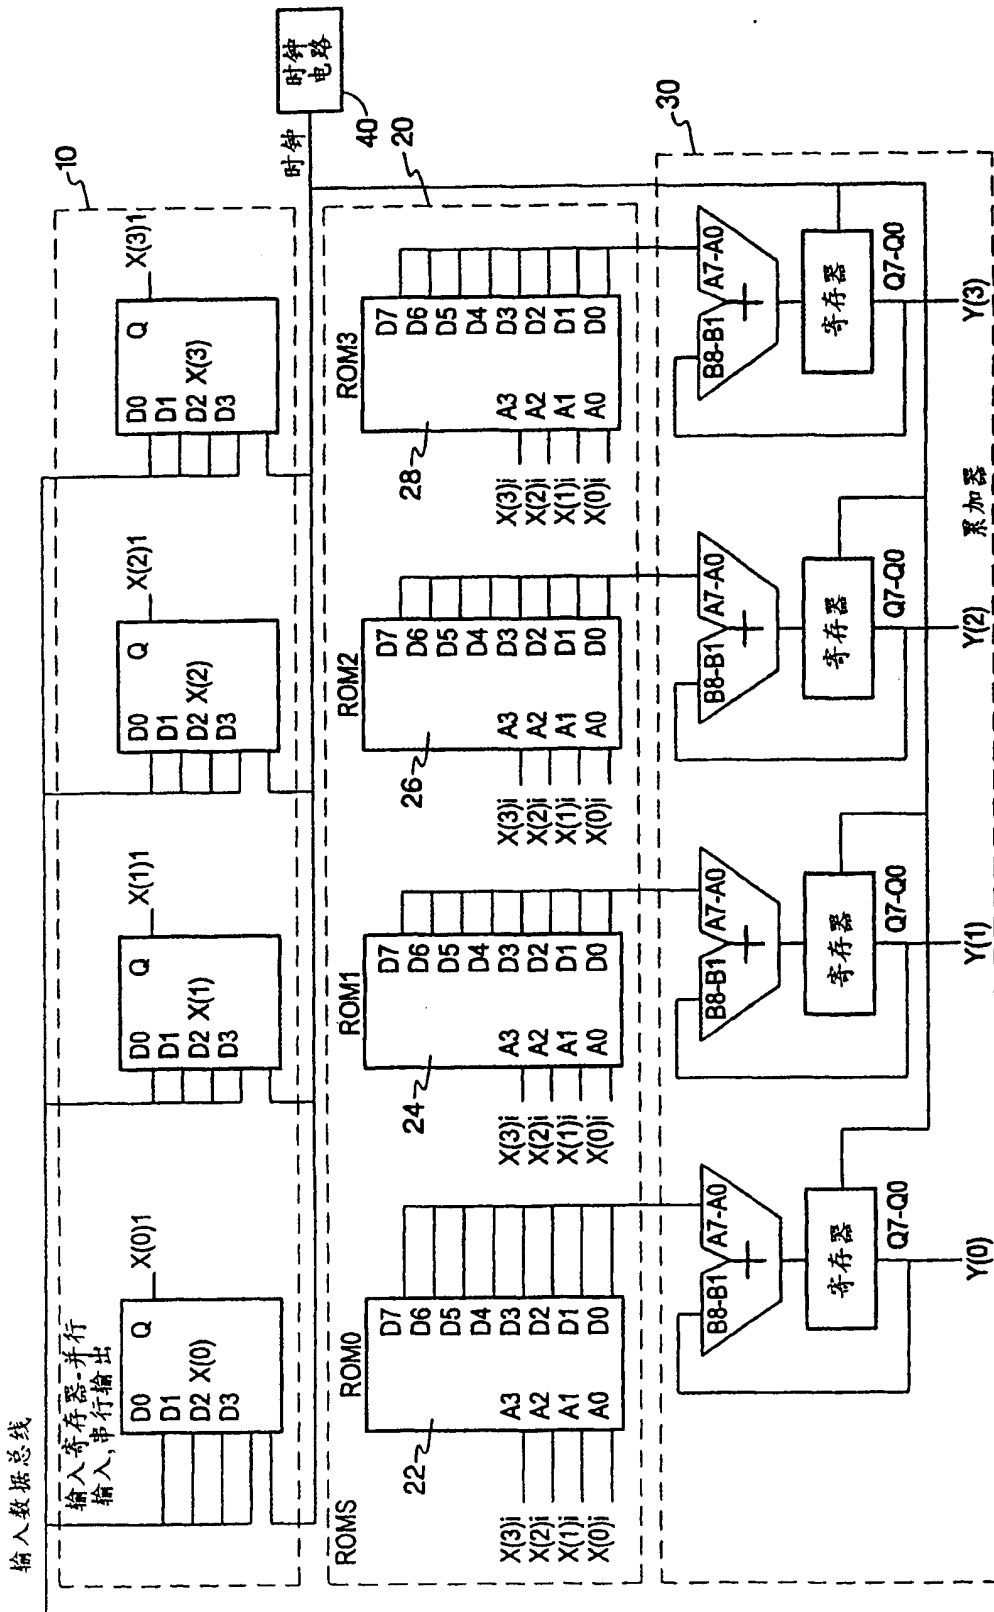 输入数据总线
输入寄存器-并行
输入,串行输出
10
D0
D1
D2 X(0)
D3
Q
X(0)1
D0
D1
D2 X(1)
D3
Q
X(1)1
D0
D1
D2 X(2)
D3
Q
X(2)1
D0
D1
D2 X(3)
D3
Q
X(3)1
时钟
时钟
电路
40
20
ROMS
ROM0
22
X(3)i
X(2)i
X(1)i
X(0)i
A3
A2
A1
A0
D7
D6
D5
D4
D3
D2
D1
D0
ROM1
24
X(3)i
X(2)i
X(1)i
X(0)i
A3
A2
A1
A0
D7
D6
D5
D4
D3
D2
D1
D0
ROM2
26
X(3)i
X(2)i
X(1)i
X(0)i
A3
A2
A1
A0
D7
D6
D5
D4
D3
D2
D1
D0
ROM3
28
X(3)i
X(2)i
X(1)i
X(0)i
A3
A2
A1
A0
D7
D6
D5
D4
D3
D2
D1
D0
30
B8-B1 A7-A0
+
寄存器
Q7-Q0
Y(0)
B8-B1 A7-A0
+
寄存器
Q7-Q0
Y(1)
B8-B1 A7-A0
+
寄存器
Q7-Q0
Y(2)
B8-B1 A7-A0
+
寄存器
Q7-Q0
Y(3)
累加器